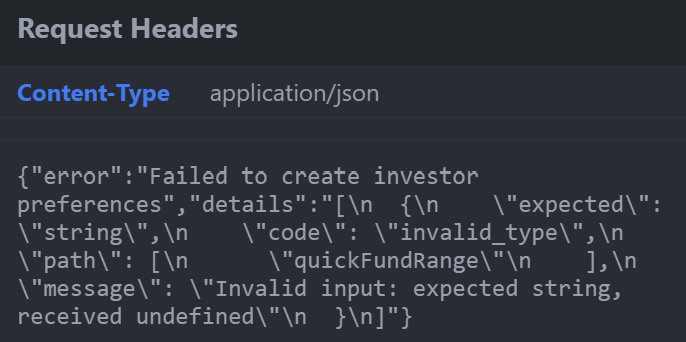 Request Headers
Content-Type application/json
{"error":"Failed to create investor
preferences","details":"[\n  {\n    \"expected\":
\"string\",\n    \"code\": \"invalid_type\",\n
\"path\": [\n      \"quickFundRange\"\n    ],\n
\"message\": \"Invalid input: expected string,
received undefined\"\n  }\n]"}